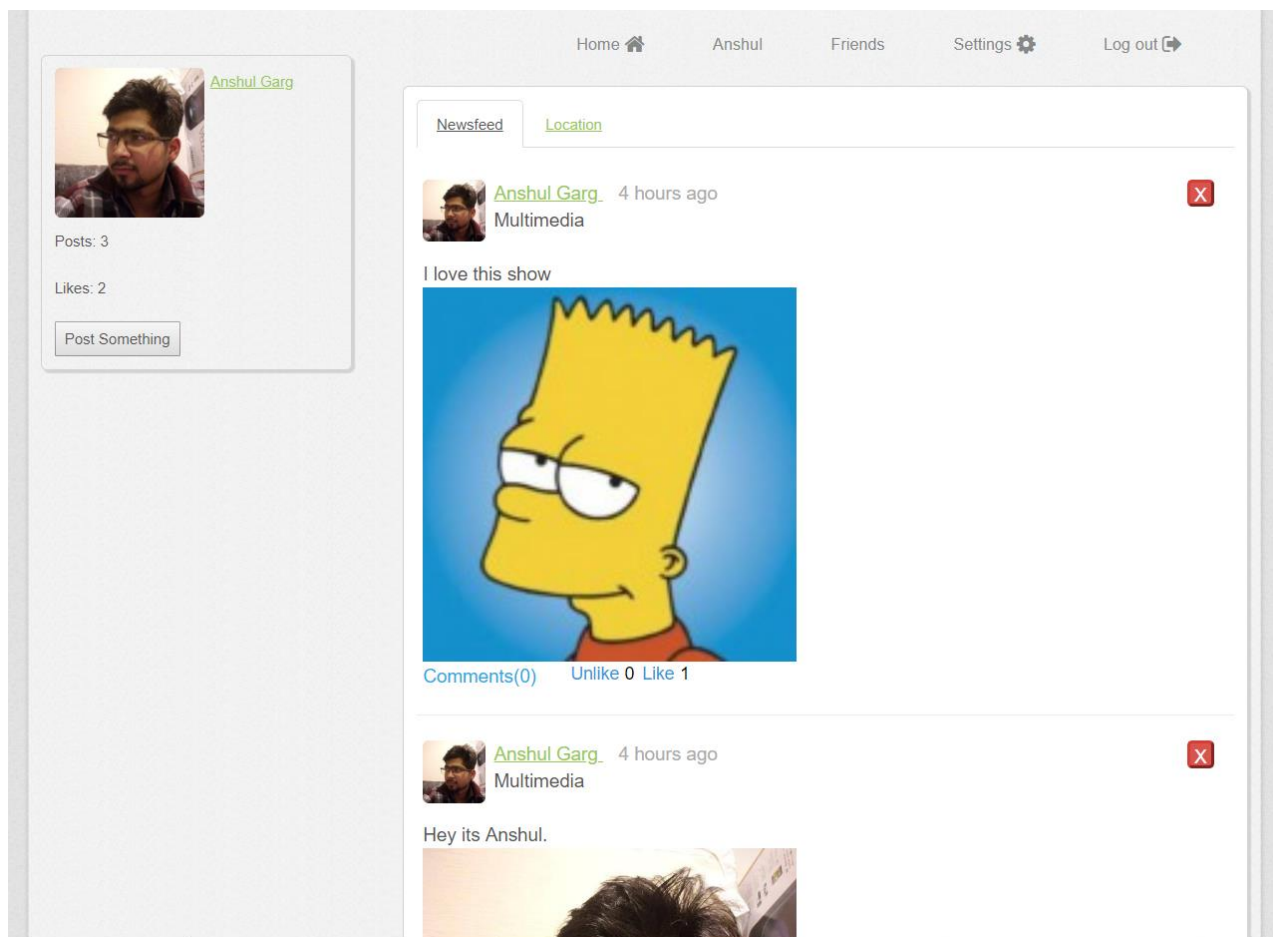 Home Anshul Friends Settings Log out
Anshul Garg
Posts: 3
Likes: 2
Post Something
Newsfeed Location
Anshul Garg 4 hours ago X
Multimedia
I love this show
Comments(0) Unlike 0 Like 1
Anshul Garg 4 hours ago X
Multimedia
Hey its Anshul.